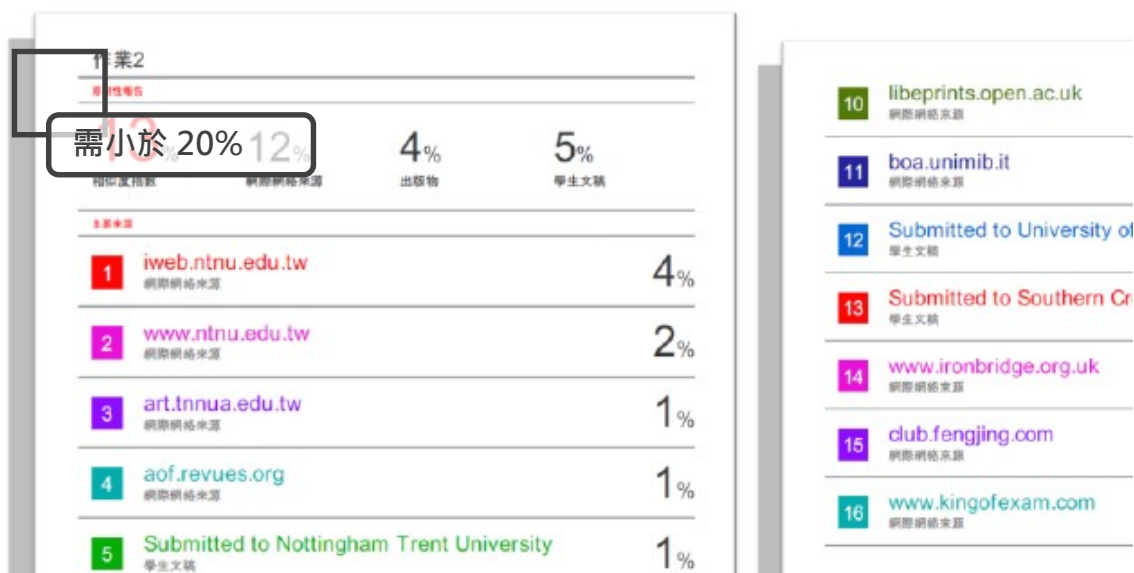 作業2
原創性報告
需小於 20%
13%
12%
4%
5%
相似度指數
網際網絡來源
出版物
學生文稿
主要來源
1
iweb.ntnu.edu.tw
4%
網際網絡來源
2
www.ntnu.edu.tw
2%
網際網絡來源
3
art.tnnua.edu.tw
1%
網際網絡來源
4
aof.revues.org
1%
網際網絡來源
5
Submitted to Nottingham Trent University
1%
學生文稿
10
libeprints.open.ac.uk
網際網絡來源
11
boa.unimib.it
網際網絡來源
12
Submitted to University of
學生文稿
13
Submitted to Southern Cr
學生文稿
14
www.ironbridge.org.uk
網際網絡來源
15
club.fengjing.com
網際網絡來源
16
www.kingofexam.com
網際網絡來源